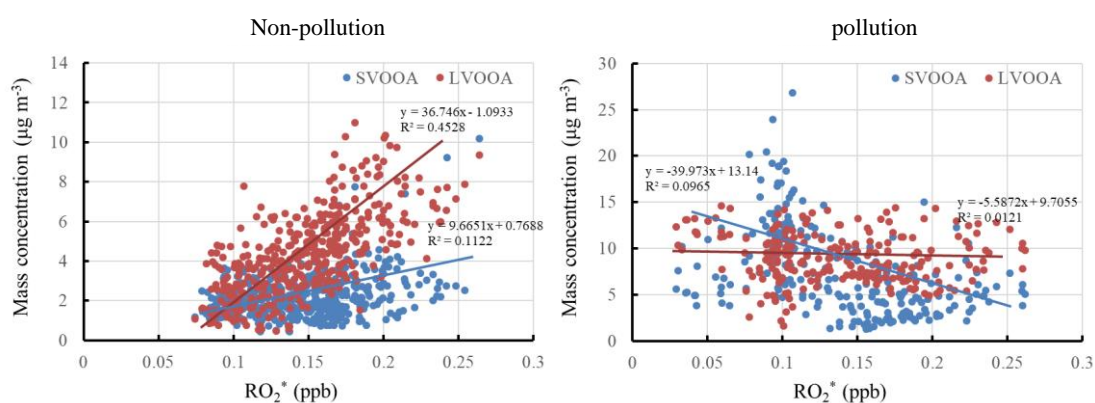 Non-pollution
14
12
10
8
6
4
2
0
0
0.05
0.1
0.15
0.2
0.25
0.3
Mass concentration (μg m⁻³)
RO₂* (ppb)
SVOOA LVOOA
y = 36.746x - 1.0933
R² = 0.4528
y = 9.6651x + 0.7688
R² = 0.1122
pollution
30
25
20
15
10
5
0
0
0.05
0.1
0.15
0.2
0.25
0.3
Mass concentration (μg m⁻³)
RO₂* (ppb)
SVOOA LVOOA
y = -39.973x + 13.14
R² = 0.0965
y = -5.5872x + 9.7055
R² = 0.0121